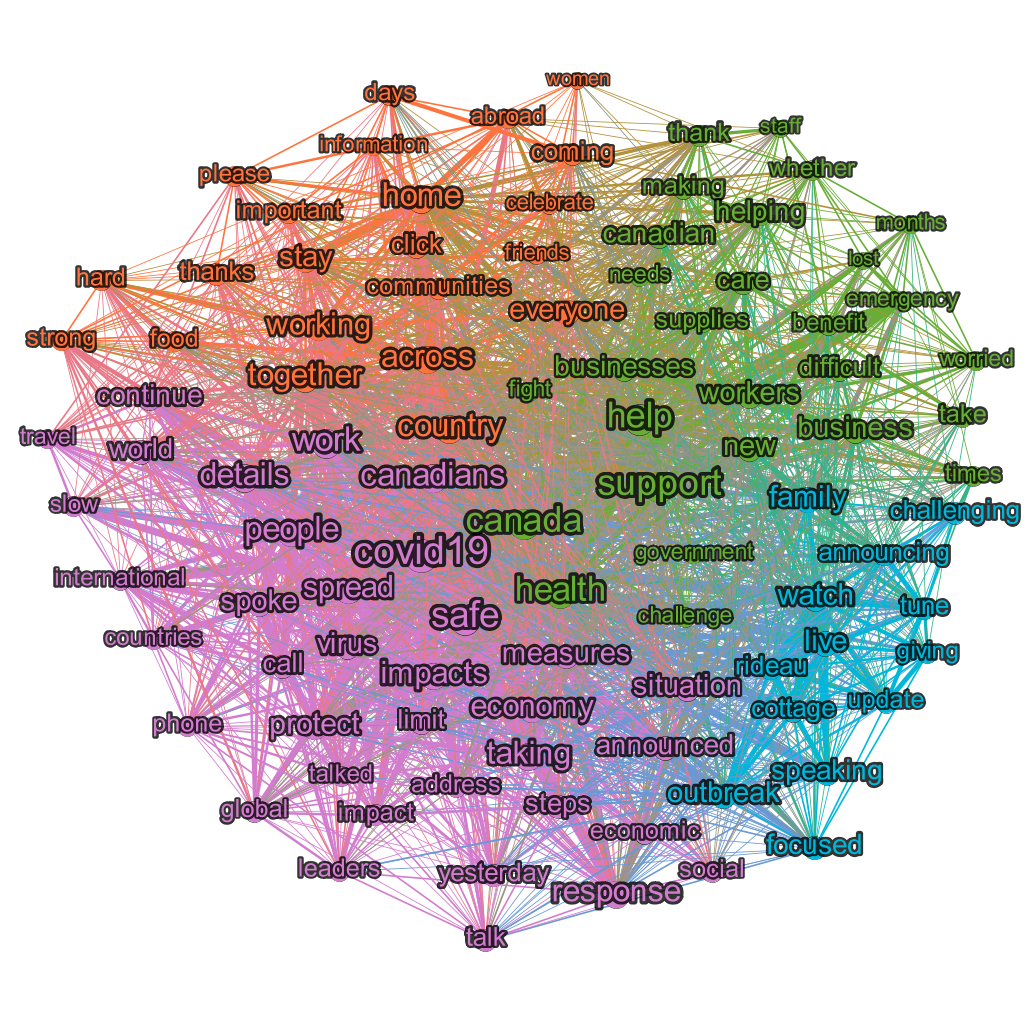 women
days
abroad
thank
staff
information
coming
whether
please
making
important
home
celebrate
helping
months
click
canadian
stay
friends
lost
thanks
needs
care
hard
communities
emergency
everyone
supplies
benefit
working
strong
food
across
businesses
difficult
worried
together
fight
workers
continue
take
help
country
business
travel
work
new
world
details
canadians
support
times
family
slow
challenging
canada
people
covid19
government
announcing
international
spread
health
watch
spoke
safe
challenge
tune
countries
virus
live
measures
giving
call
rideau
impacts
situation
update
economy
cottage
phone
protect
limit
announced
taking
talked
speaking
address
outbreak
global
impact
steps
economic
focused
leaders
yesterday
social
response
talk